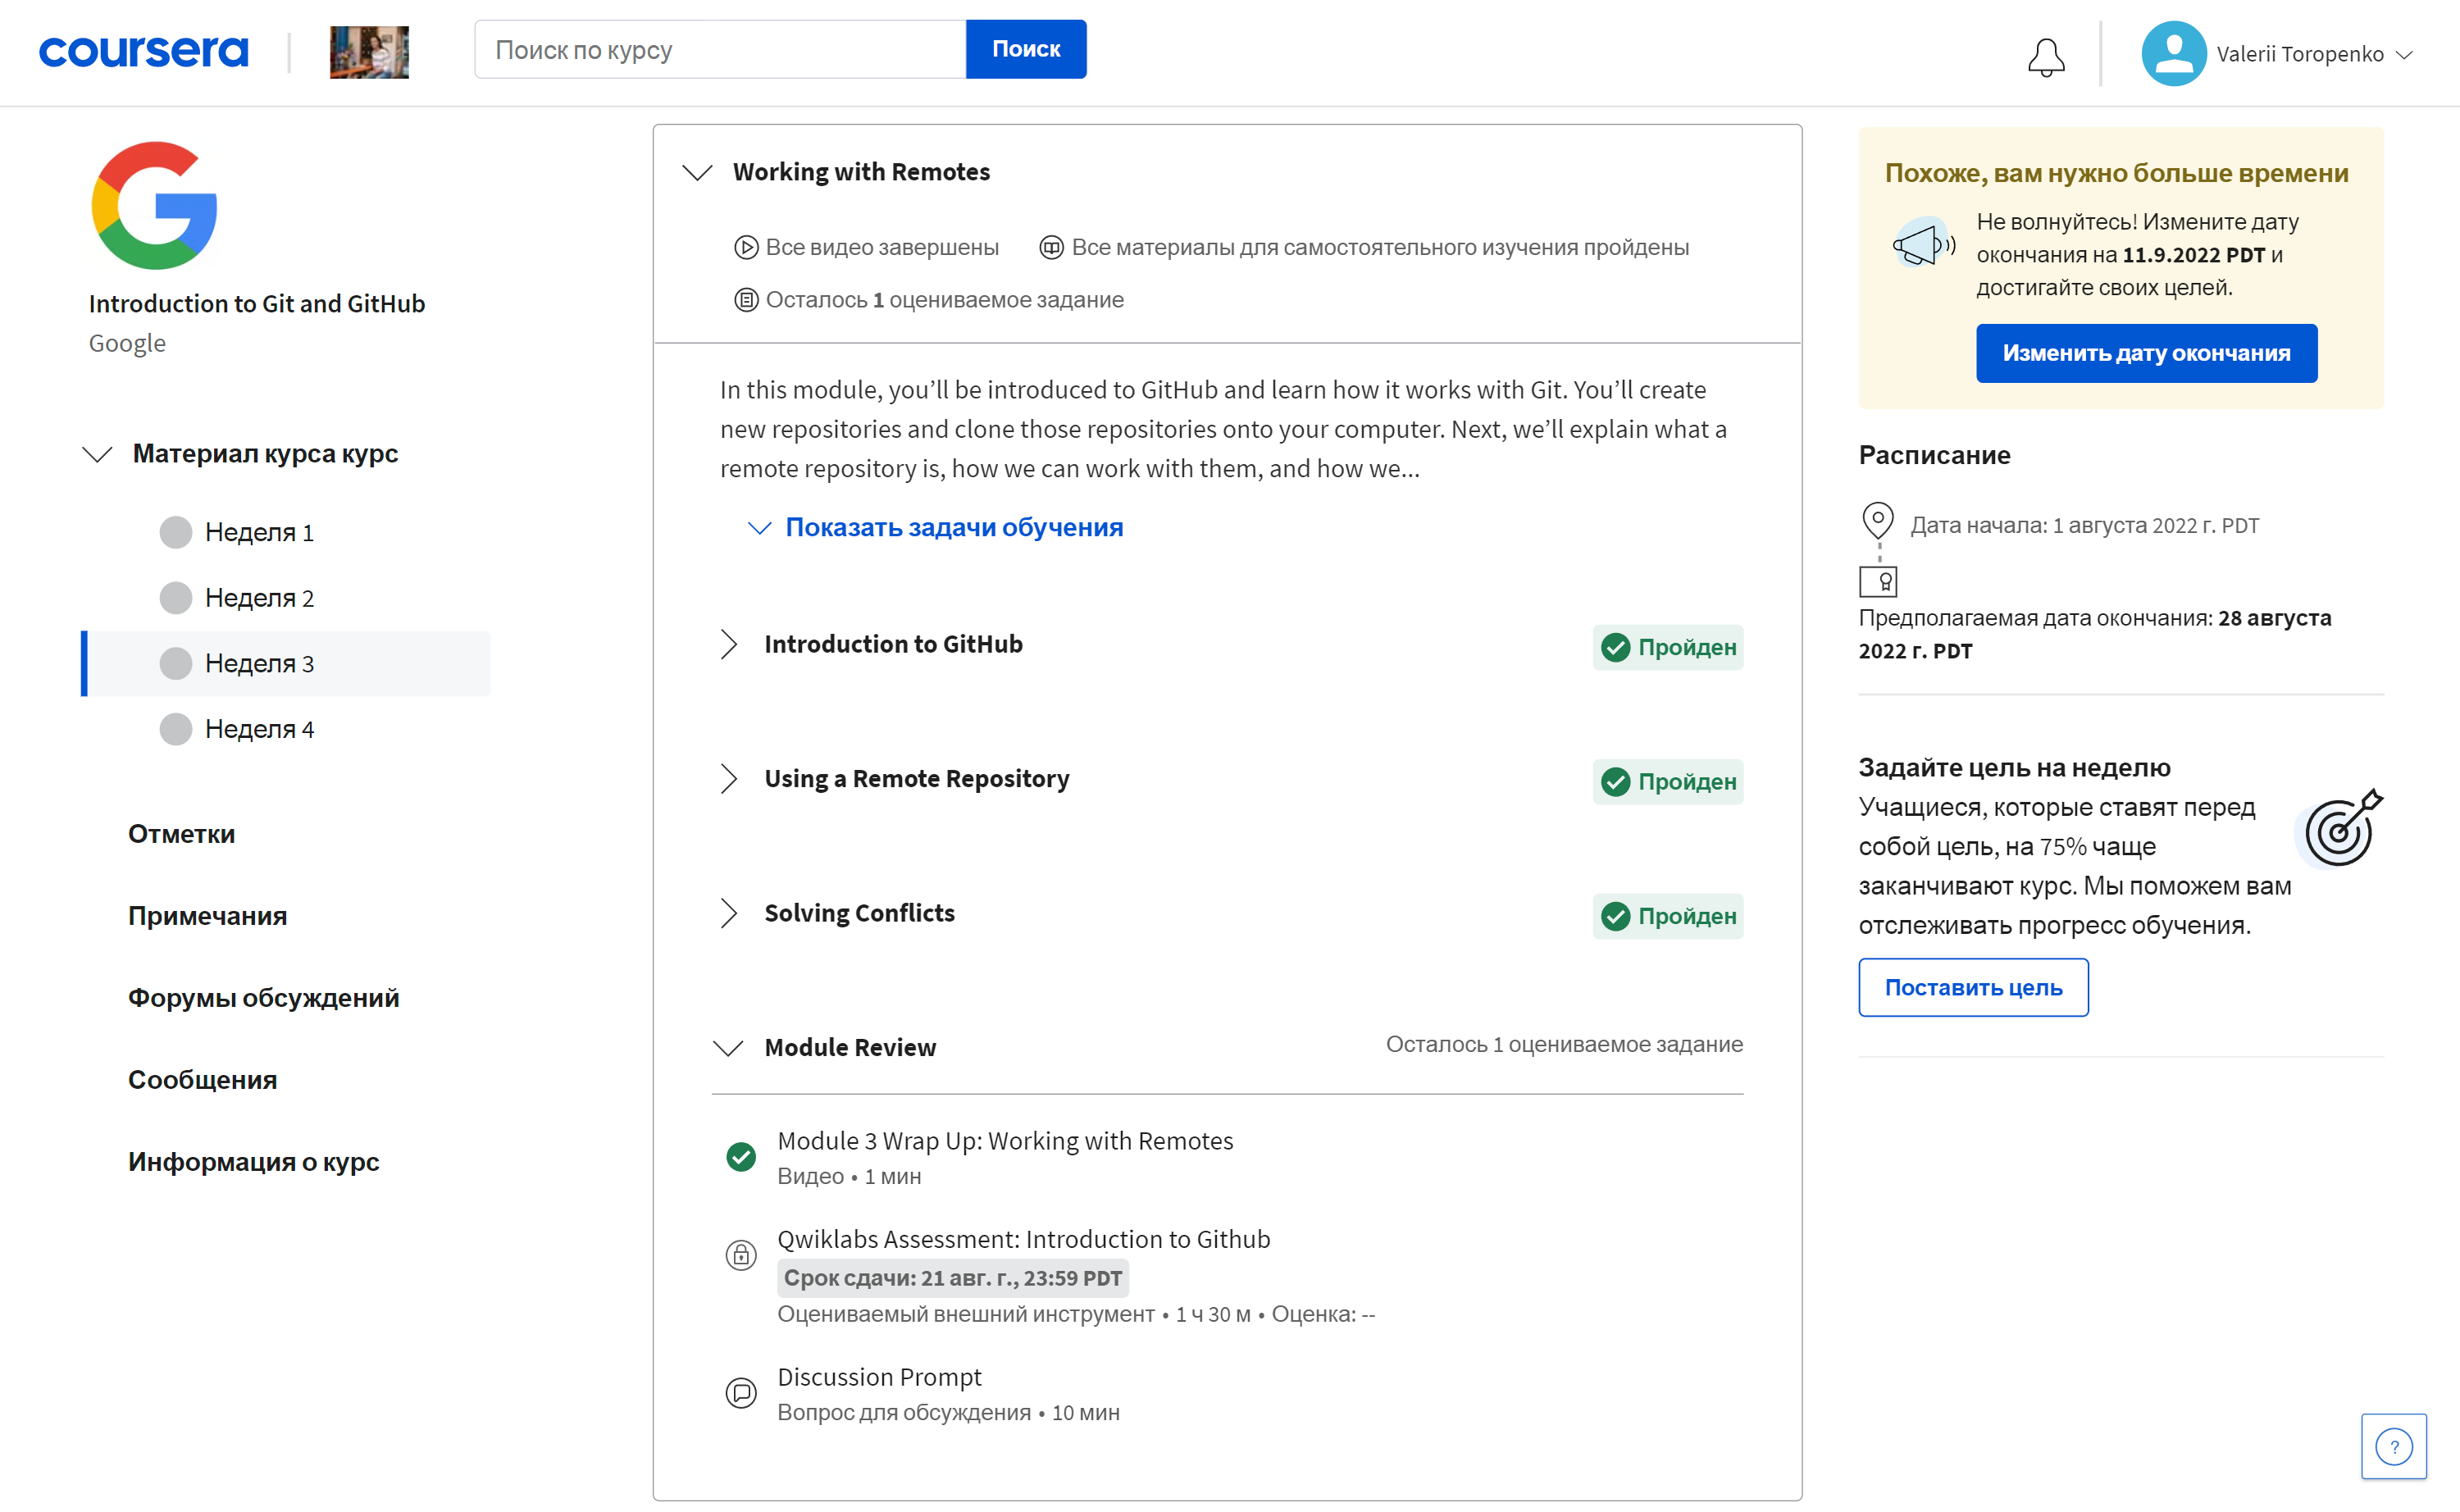 coursera
Поиск по курсу
Поиск
Valerii Toropenko
Introduction to Git and GitHub
Google
Материал курса курс
Неделя 1
Неделя 2
Неделя 3
Неделя 4
Отметки
Примечания
Форумы обсуждений
Сообщения
Информация о курс
Working with Remotes
Все видео завершены
Все материалы для самостоятельного изучения пройдены
Осталось 1 оцениваемое задание
In this module, you’ll be introduced to GitHub and learn how it works with Git. You’ll create
new repositories and clone those repositories onto your computer. Next, we’ll explain what a
remote repository is, how we can work with them, and how we...
Показать задачи обучения
Introduction to GitHub
Пройден
Using a Remote Repository
Пройден
Solving Conflicts
Пройден
Module Review
Осталось 1 оцениваемое задание
Module 3 Wrap Up: Working with Remotes
Видео • 1 мин
Qwiklabs Assessment: Introduction to Github
Срок сдачи: 21 авг. г., 23:59 PDT
Оцениваемый внешний инструмент • 1 ч 30 м • Оценка: --
Discussion Prompt
Вопрос для обсуждения • 10 мин
Похоже, вам нужно больше времени
Не волнуйтесь! Измените дату
окончания на 11.9.2022 PDT и
достигайте своих целей.
Изменить дату окончания
Расписание
Дата начала: 1 августа 2022 г. PDT
Предполагаемая дата окончания: 28 августа
2022 г. PDT
Задайте цель на неделю
Учащиеся, которые ставят перед
собой цель, на 75% чаще
заканчивают курс. Мы поможем вам
отслеживать прогресс обучения.
Поставить цель
?